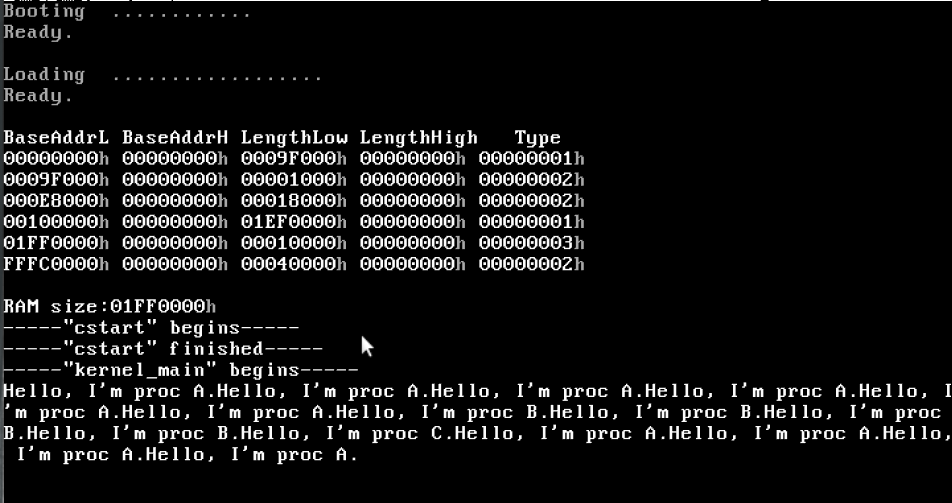 Booting  ............
Ready.
Loading  ..................
Ready.
BaseAddrL BaseAddrH LengthLow LengthHigh   Type
00000000h 00000000h 0009F000h 00000000h 00000001h
0009F000h 00000000h 00001000h 00000000h 00000002h
000E8000h 00000000h 00018000h 00000000h 00000002h
00100000h 00000000h 01EF0000h 00000000h 00000001h
01FF0000h 00000000h 00010000h 00000000h 00000003h
FFFC0000h 00000000h 00040000h 00000000h 00000002h
RAM size:01FF0000h
-----"cstart" begins-----
-----"cstart" finished-----
-----"kernel_main" begins-----
Hello, I'm proc A.Hello, I'm proc A.Hello, I'm proc A.Hello, I'm proc A.Hello, I
'm proc A.Hello, I'm proc A.Hello, I'm proc B.Hello, I'm proc B.Hello, I'm proc
B.Hello, I'm proc B.Hello, I'm proc C.Hello, I'm proc A.Hello, I'm proc A.Hello,
 I'm proc A.Hello, I'm proc A.